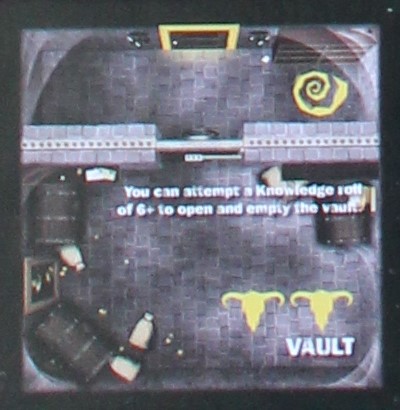 You can attempt a Knowledge roll
of 6+ to open and empty the vault.
VAULT